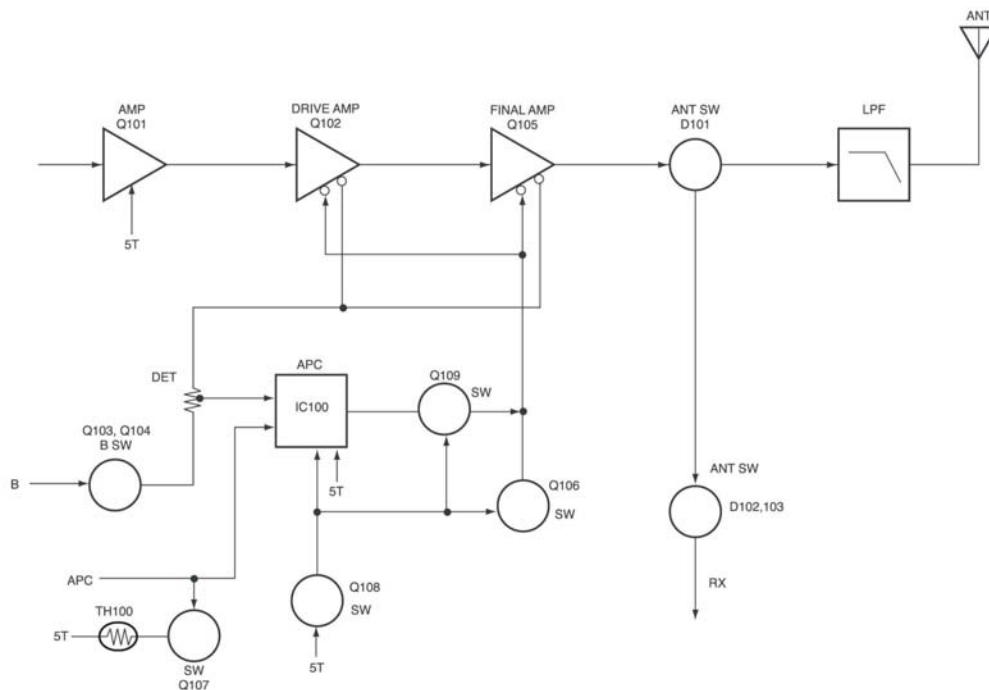 ANT
AMP
Q101
DRIVE AMP
Q102
FINAL AMP
Q105
ANT SW
D101
LPF
5T
DET
APC
IC100
Q109
SW
Q103, Q104
B SW
B
5T
Q106
SW
ANT SW
D102,103
APC
Q108
SW
RX
TH100
5T
SW
Q107
5T